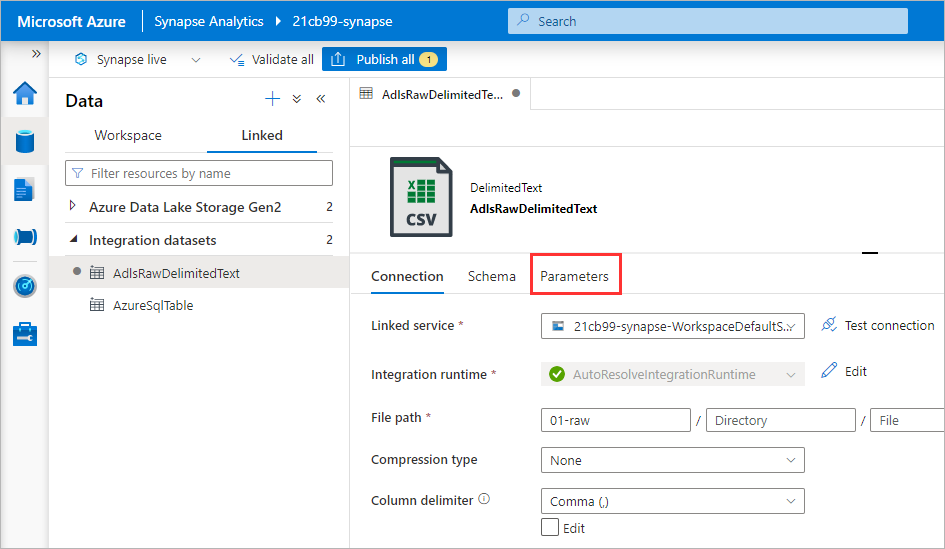 Microsoft Azure
Synapse Analytics
21cb99-synapse
Search
Synapse live
Validate all
Publish all
1
Data
Workspace
Linked
Filter resources by name
Azure Data Lake Storage Gen2
2
Integration datasets
2
AdlsRawDelimitedText
AzureSqlTable
AdlsRawDelimitedTe...
CSV
DelimitedText
AdlsRawDelimitedText
Connection
Schema
Parameters
Linked service *
21cb99-synapse-WorkspaceDefaultS...
Test connection
Integration runtime *
AutoResolveIntegrationRuntime
Edit
File path *
01-raw
/
Directory
/
File
Compression type
None
Column delimiter
Comma (,)
Edit